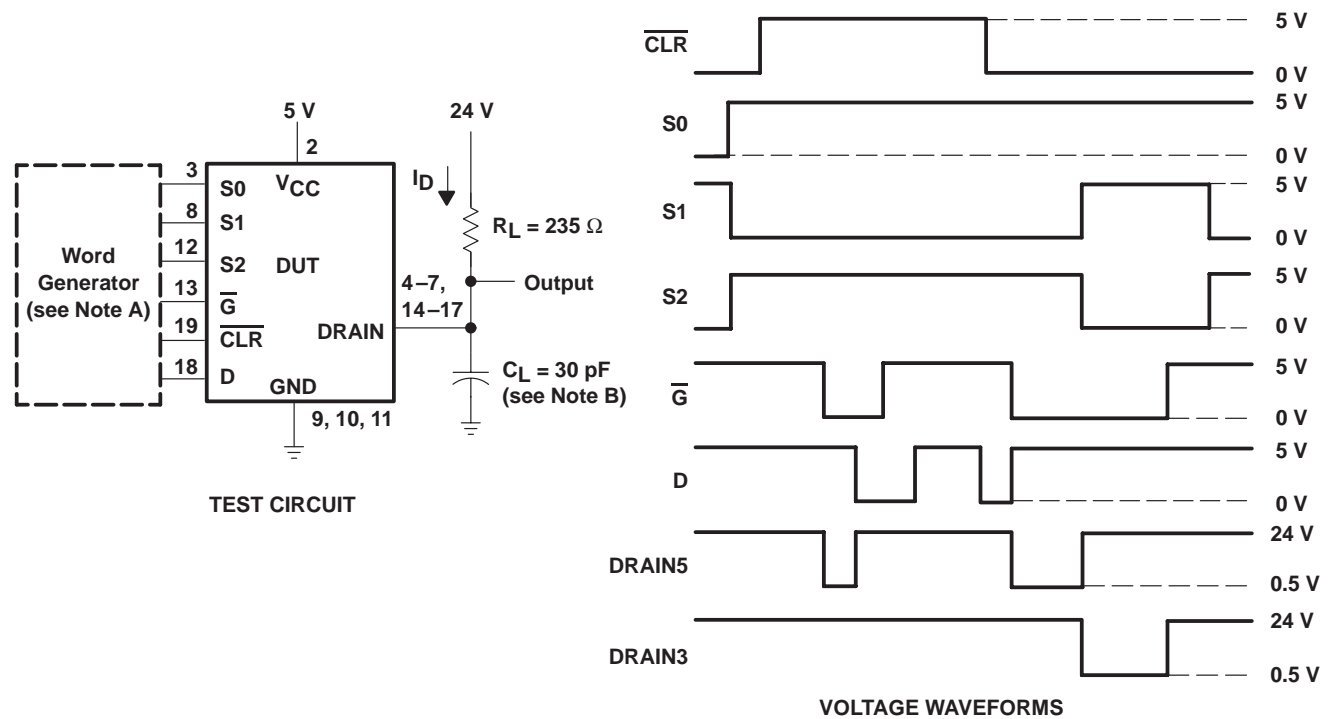 5 V
2
24 V
Word
Generator
(see Note A)
3
8
12
13
19
18
S0
S1
S2
G
CLR
D
VCC
DUT
DRAIN
GND
9, 10, 11
4–7,
14–17
ID
RL = 235 Ω
Output
CL = 30 pF
(see Note B)
TEST CIRCUIT
CLR
5 V
0 V
S0
5 V
0 V
S1
5 V
0 V
S2
5 V
0 V
G
5 V
0 V
D
5 V
0 V
DRAIN5
24 V
0.5 V
DRAIN3
24 V
0.5 V
VOLTAGE WAVEFORMS